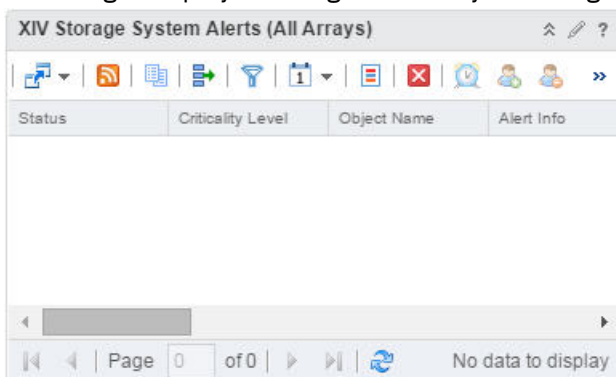 XIV Storage System Alerts (All Arrays) ?
1
Status Criticality Level Object Name Alert Info
Page 0 of 0 No data to display